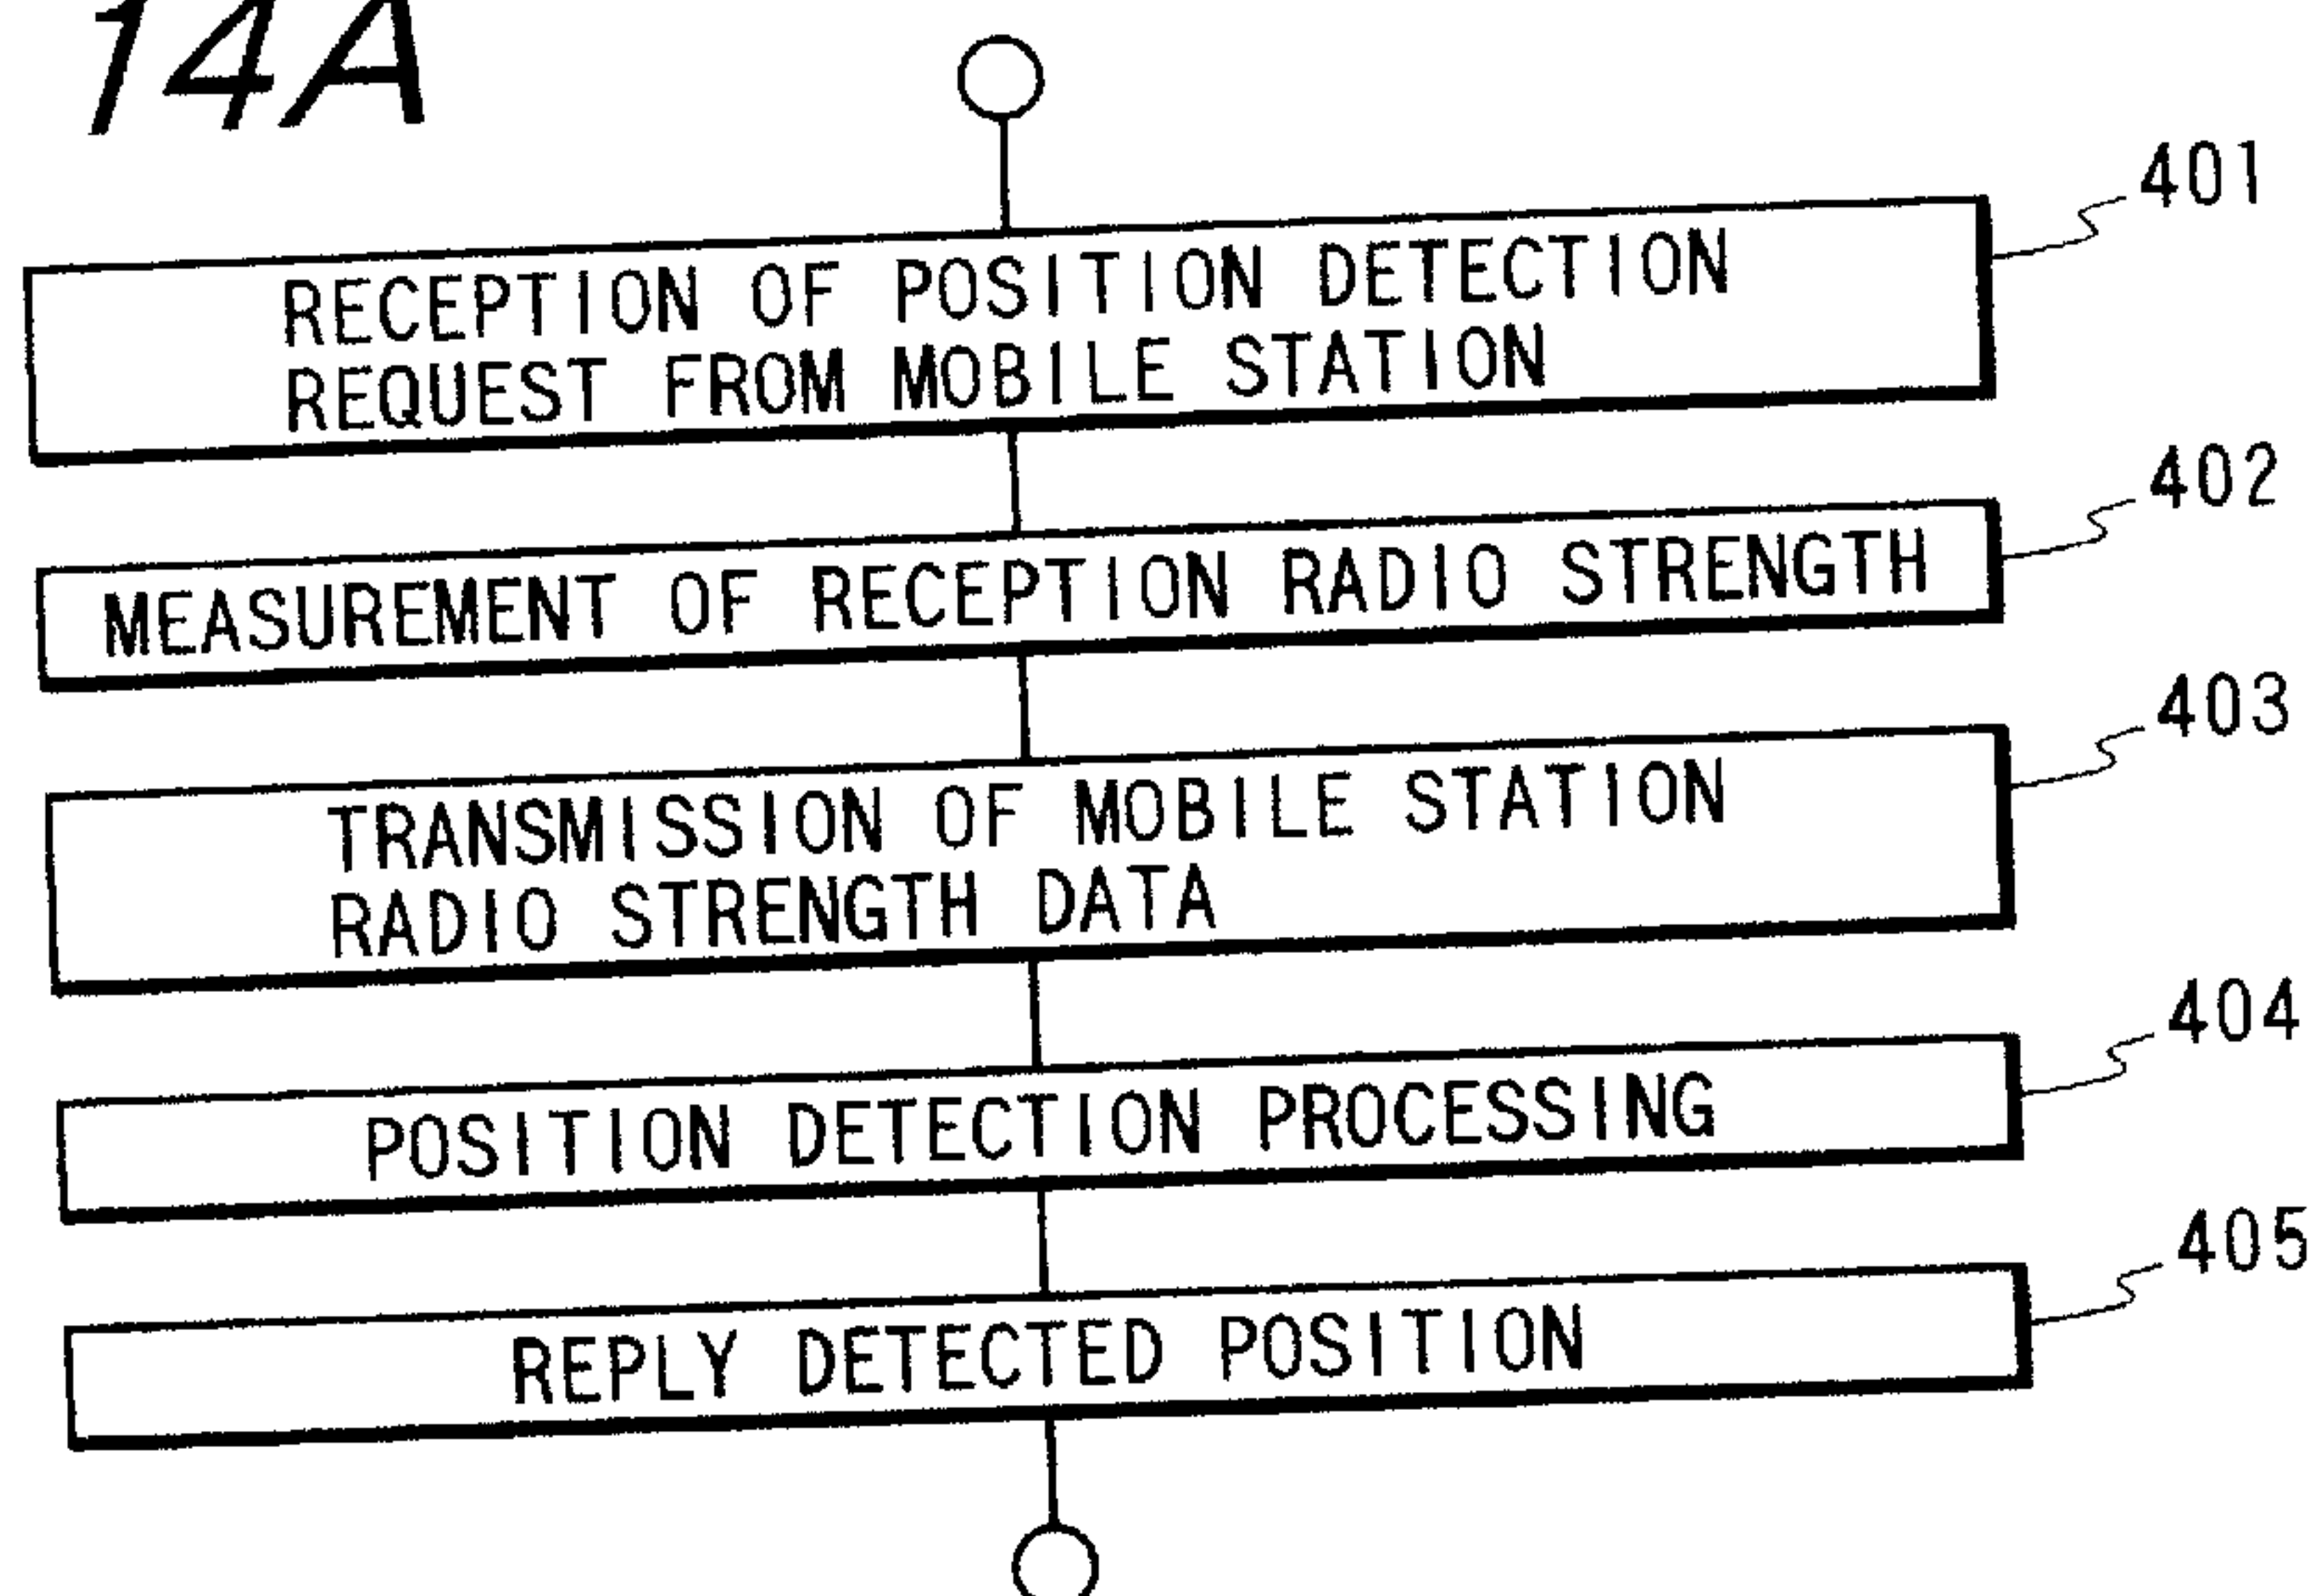 14A
401
RECEPTION OF POSITION DETECTION
REQUEST FROM MOBILE STATION
402
MEASUREMENT OF RECEPTION RADIO STRENGTH
403
TRANSMISSION OF MOBILE STATION
RADIO STRENGTH DATA
404
POSITION DETECTION PROCESSING
405
REPLY DETECTED POSITION